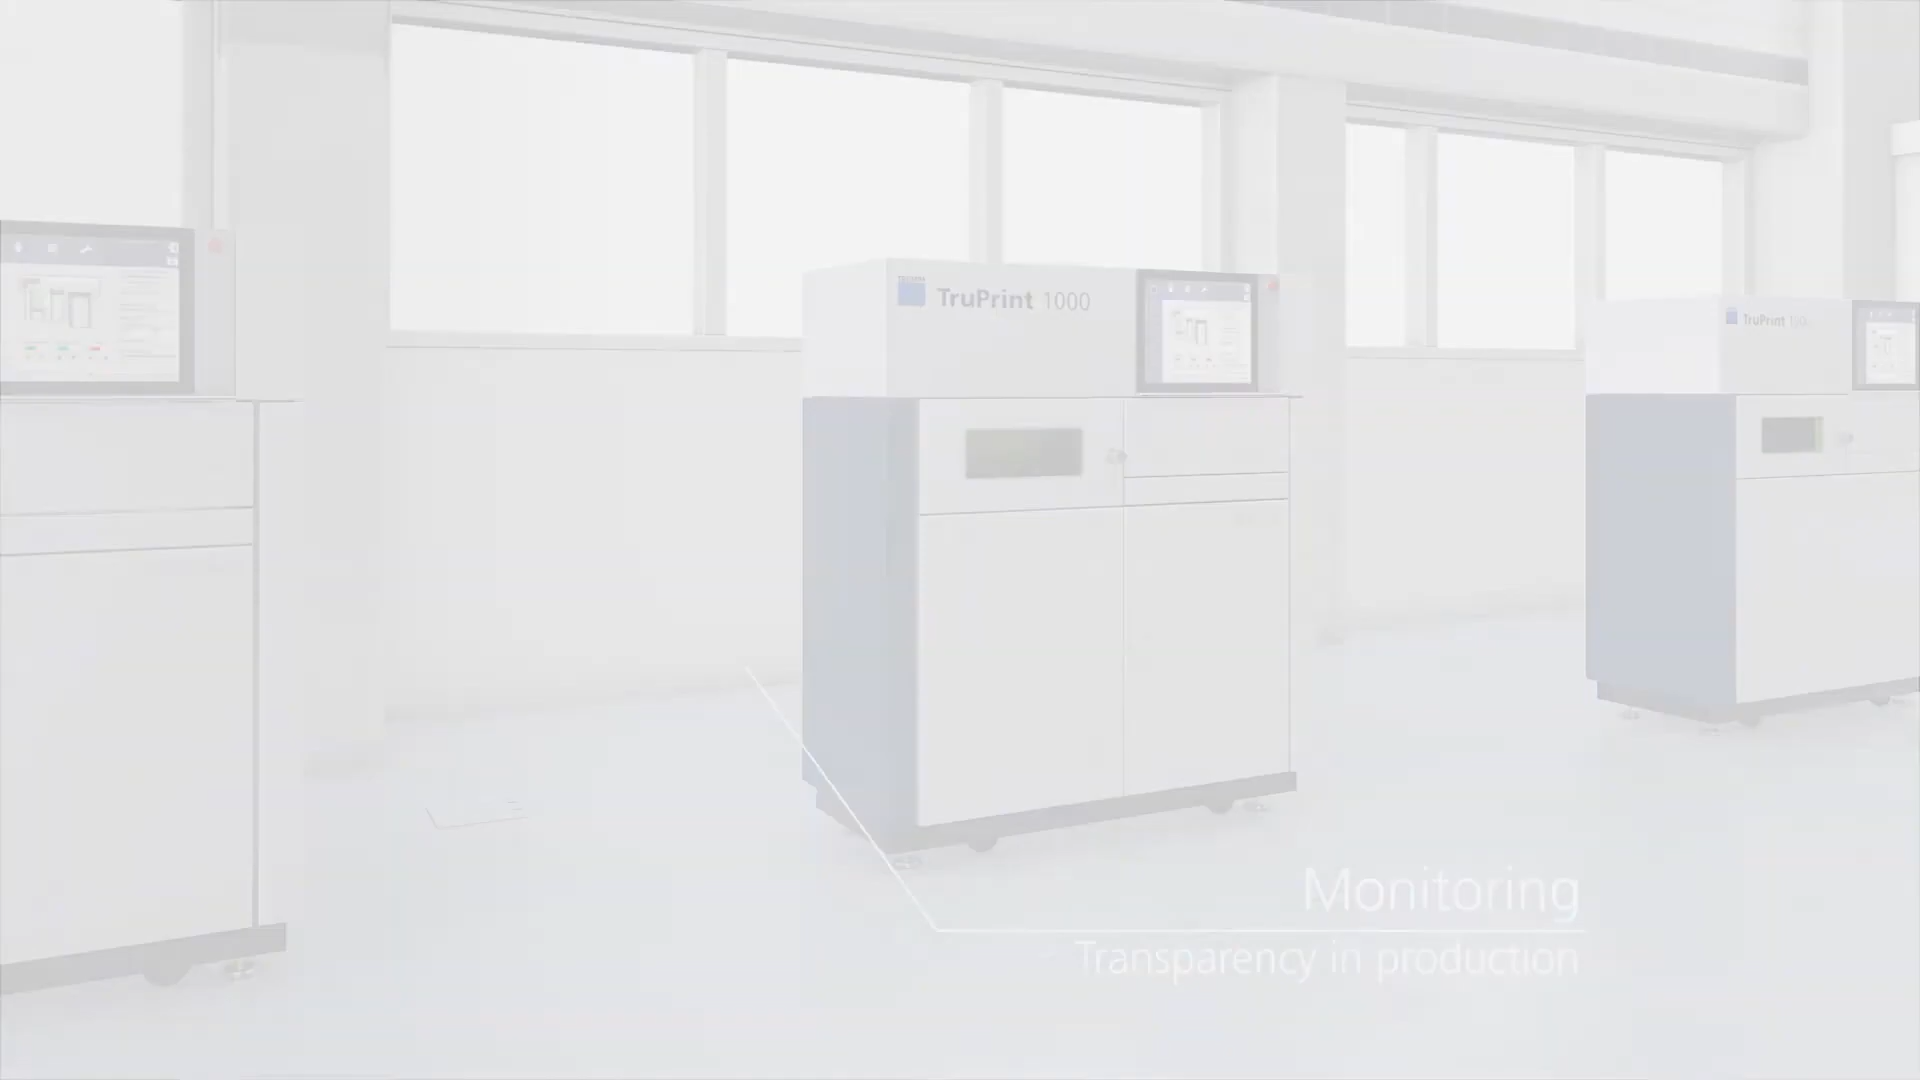 TruPrint 1000
TruPrint
Monitoring
Transparency in production